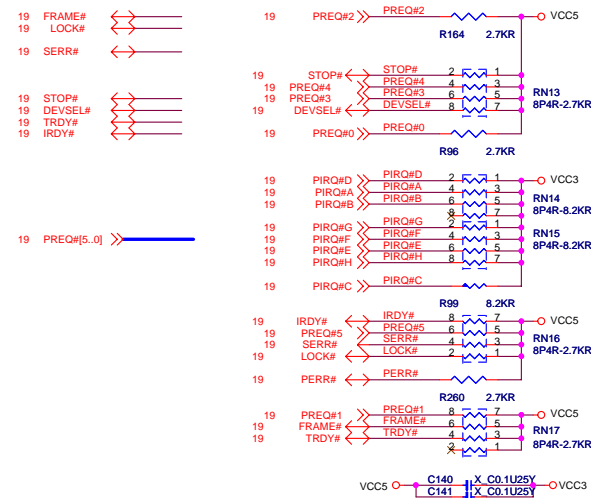 19 FRAME#
19 LOCK#
19 SERR#
19 STOP#
19 DEVSEL#
19 TRDY#
19 IRDY#
19 PREQ#[5..0]
19 PREQ#2 PREQ#2 VCC5
R164 2.7KR
19 STOP# STOP# 2 1
19 PREQ#4 PREQ#4 4 3 RN13
19 PREQ#3 PREQ#3 6 5 8P4R-2.7KR
19 DEVSEL# DEVSEL# 8 7
19 PREQ#0 PREQ#0
R96 2.7KR
19 PIRQ#D PIRQ#D 2 1 VCC3
19 PIRQ#A PIRQ#A 4 3
19 PIRQ#B PIRQ#B 6 5 RN14
8 7 8P4R-8.2KR
19 PIRQ#G PIRQ#G 2 1
19 PIRQ#F PIRQ#F 4 3 RN15
19 PIRQ#E PIRQ#E 6 5 8P4R-8.2KR
19 PIRQ#H PIRQ#H 8 7
19 PIRQ#C PIRQ#C
R99 8.2KR
19 IRDY# IRDY# 8 7 VCC5
19 PREQ#5 PREQ#5 6 5
19 SERR# SERR# 4 3 RN16
19 LOCK# LOCK# 2 1 8P4R-2.7KR
19 PERR# PERR#
R260 2.7KR
19 PREQ#1 PREQ#1 8 7 VCC5
19 FRAME# FRAME# 6 5
19 TRDY# TRDY# 4 3 RN17
2 1 8P4R-2.7KR
VCC5 C140 X_C0.1U25Y VCC3
C141 X_C0.1U25Y